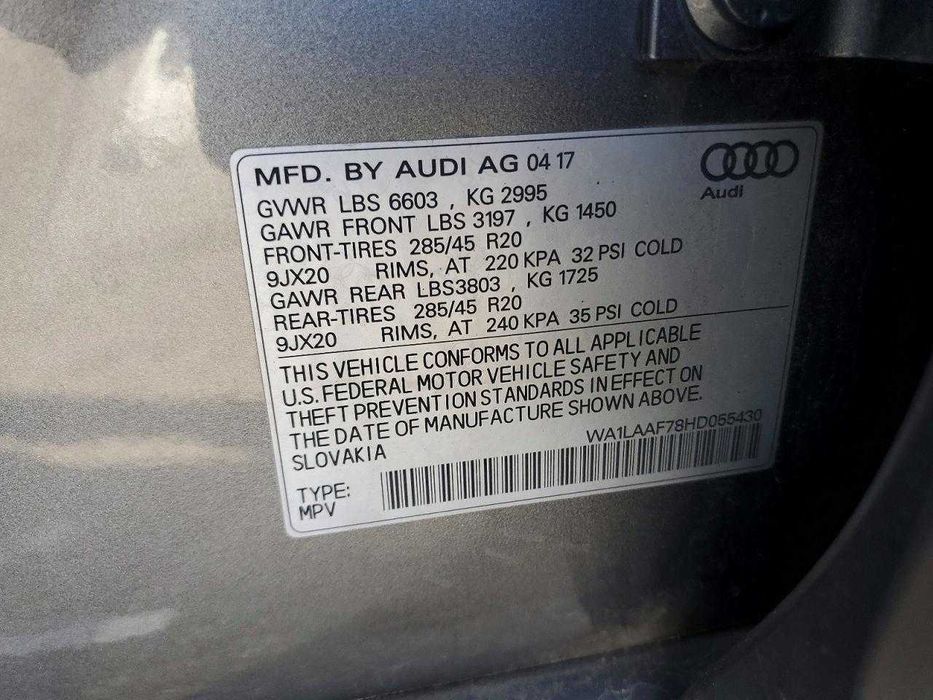 MFD. BY AUDI AG 04 17
Audi
GVWR LBS 6603 , KG 2995
GAWR FRONT LBS 3197 , KG 1450
FRONT-TIRES 285/45 R20
9JX20 RIMS, AT 220 KPA 32 PSI COLD
GAWR REAR LBS3803 , KG 1725
REAR-TIRES 285/45 R20
9JX20 RIMS, AT 240 KPA 35 PSI COLD
THIS VEHICLE CONFORMS TO ALL APPLICABLE
U.S. FEDERAL MOTOR VEHICLE SAFETY AND
THEFT PREVENTION STANDARDS IN EFFECT ON
THE DATE OF MANUFACTURE SHOWN ABOVE.
SLOVAKIA
WA1LAAF78HD055430
TYPE:
MPV